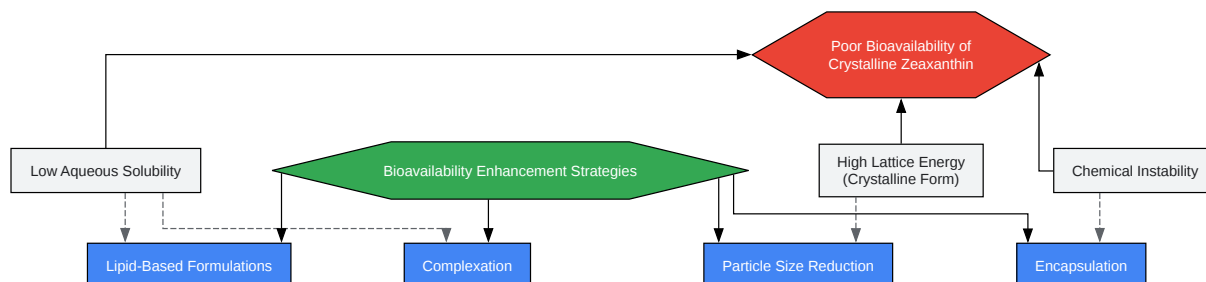 Poor Bioavailability of
Crystalline Zeaxanthin
Low Aqueous Solubility
Bioavailability Enhancement Strategies
High Lattice Energy
(Crystalline Form)
Chemical Instability
Lipid-Based Formulations
Complexation
Particle Size Reduction
Encapsulation